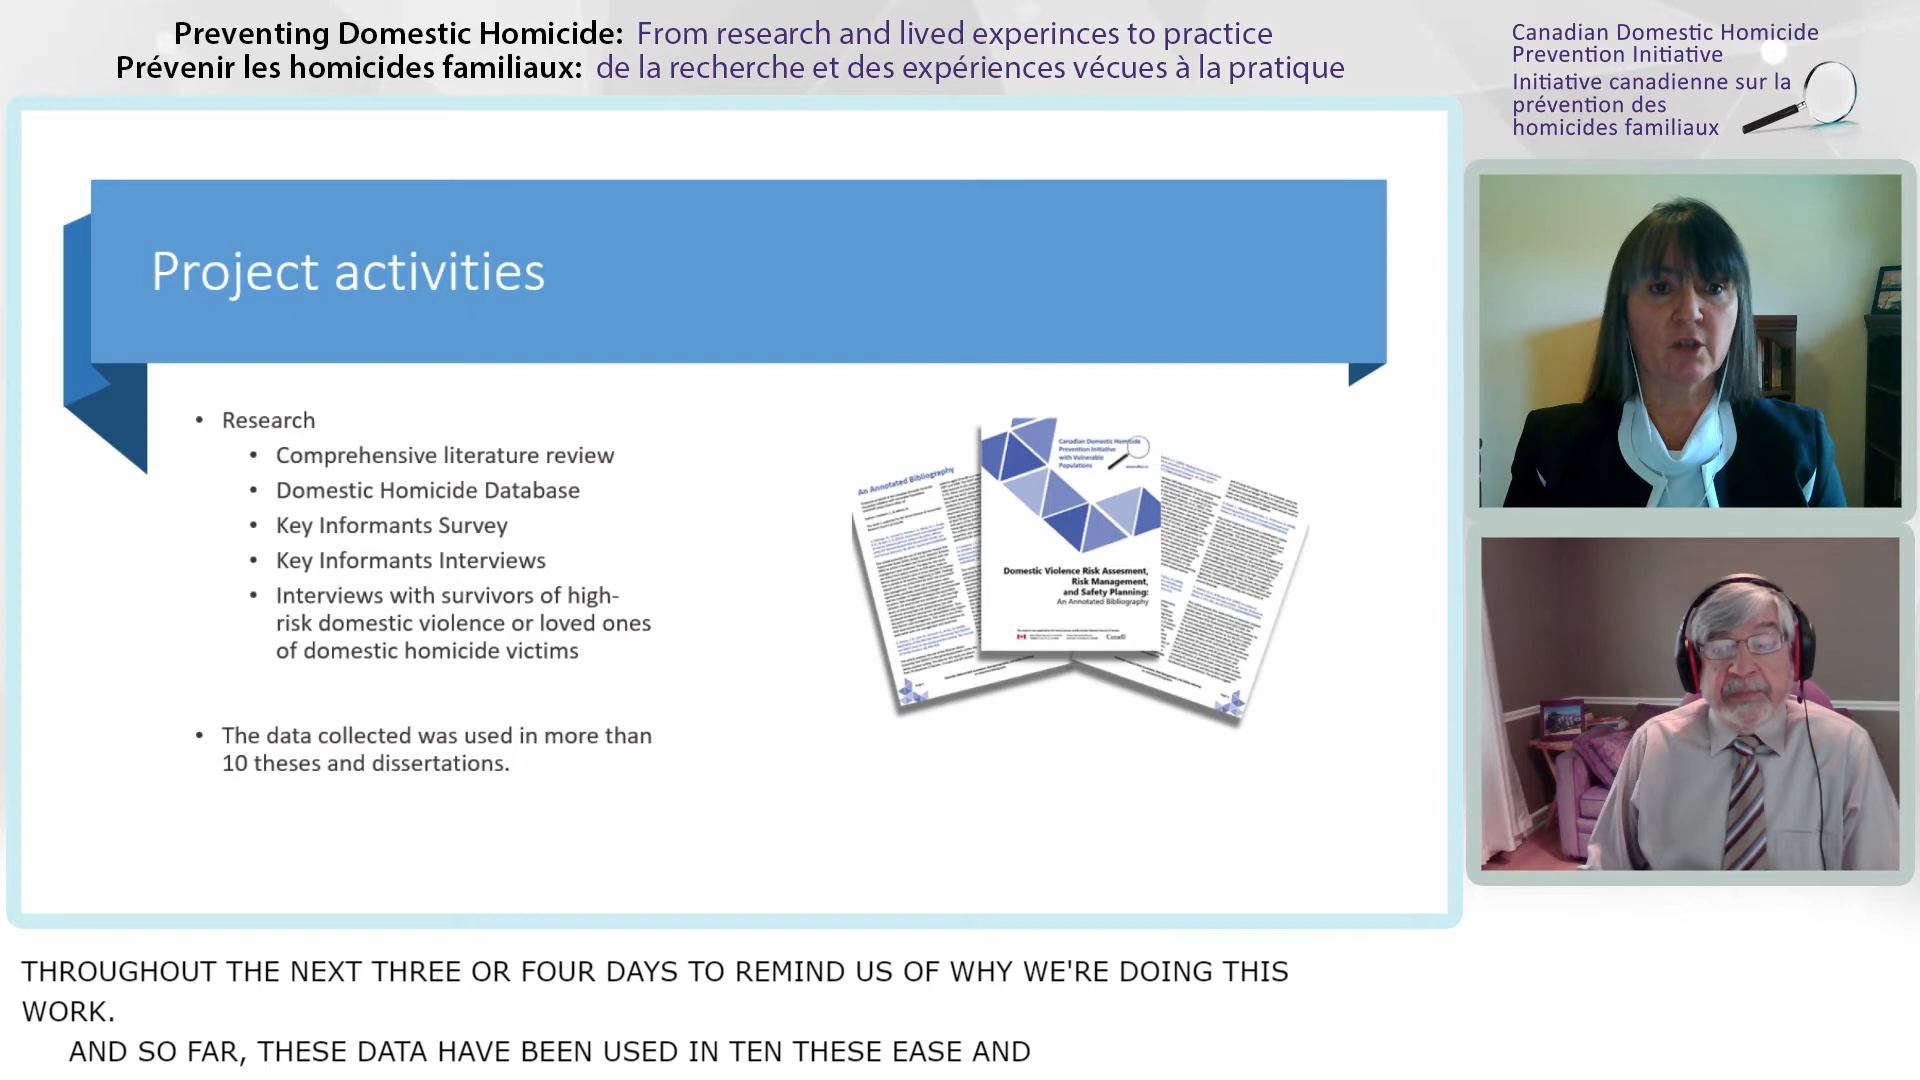 Preventing Domestic Homicide: From research and lived experinces to practice
Prévenir les homicides familiaux: de la recherche et des expériences vécues à la pratique
Canadian Domestic Homicide
Prevention Initiative
Initiative canadienne sur la
prévention des
homicides familiaux
Project activities
• Research
• Comprehensive literature review
• Domestic Homicide Database
• Key Informants Survey
• Key Informants Interviews
• Interviews with survivors of high-
risk domestic violence or loved ones
of domestic homicide victims
• The data collected was used in more than
10 theses and dissertations.
An Annotated Bibliography
Canadian Domestic Homicide
Prevention Initiative
with Vulnerable
Populations
Domestic Violence Risk Assesment,
Risk Management,
and Safety Planning:
An Annotated Bibliography
Canada
THROUGHOUT THE NEXT THREE OR FOUR DAYS TO REMIND US OF WHY WE'RE DOING THIS
WORK.
AND SO FAR, THESE DATA HAVE BEEN USED IN TEN THESE EASE AND